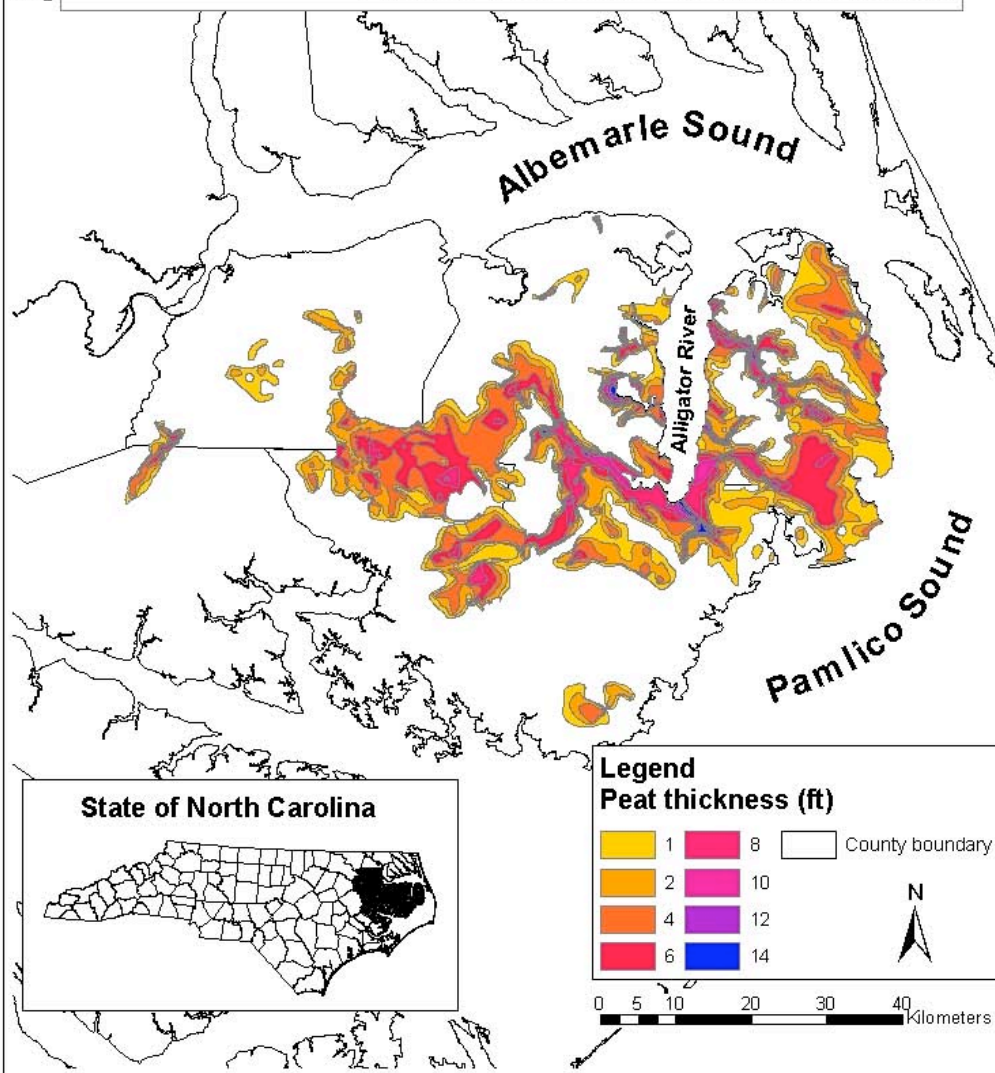 Albemarle Sound
Alligator River
Pamlico Sound
Legend
Peat thickness (ft)
1 8 County boundary
2 10
4 12
6 14
N
0 5 10 20 30 40
Kilometers
State of North Carolina